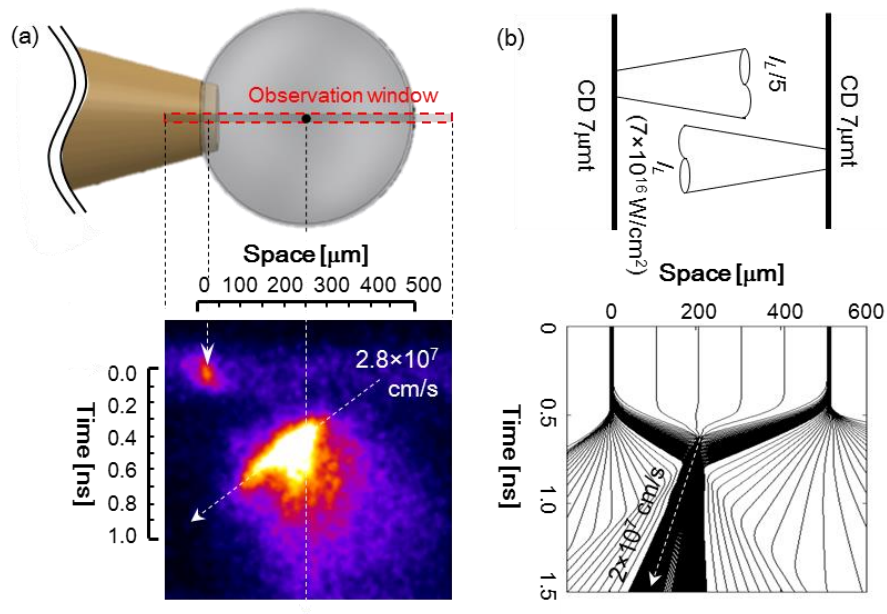 (a)
Observation window
Space [μm]
0 100 200 300 400 500
2.8×10⁷
cm/s
Time [ns]
0.0
0.2
0.4
0.6
0.8
1.0
(b)
CD 7μmt
I_L/5
I_L
(7×10¹⁶ W/cm²)
CD 7μmt
Space [μm]
0 200 400 600
Time [ns]
0
0.5
1.0
1.5
2×10⁷ cm/s